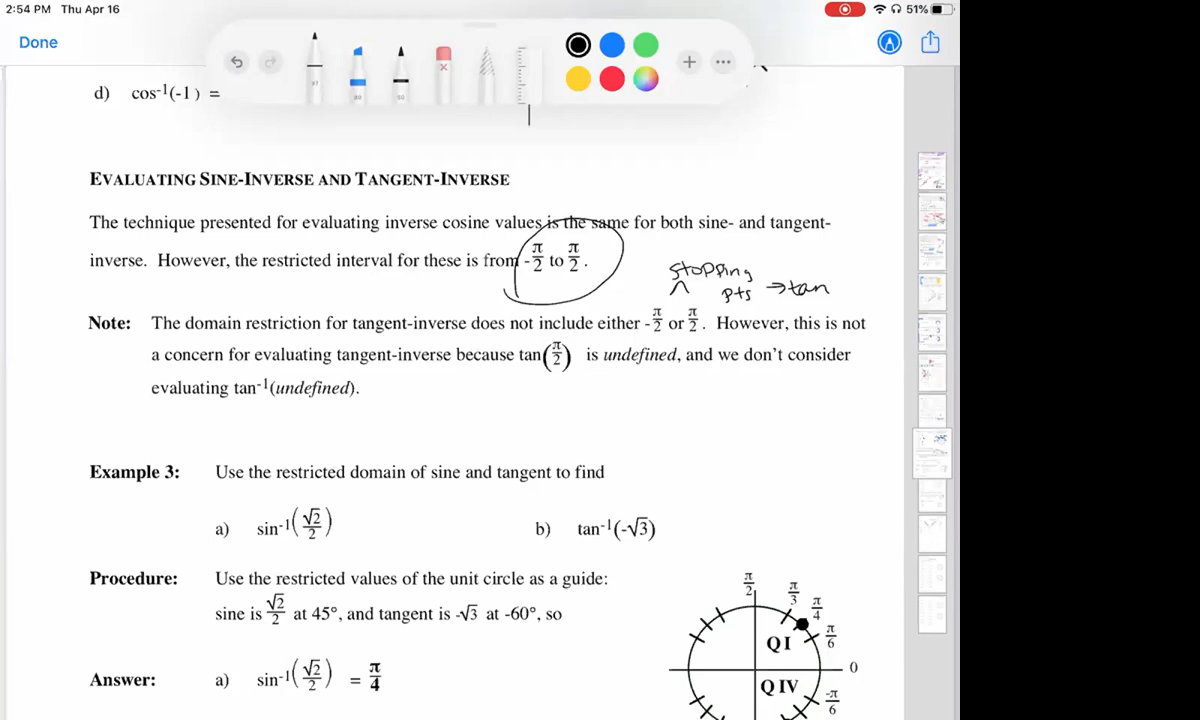 2:54 PM Thu Apr 16
51%
Done
d) cos⁻¹(-1) =
EVALUATING SINE-INVERSE AND TANGENT-INVERSE
The technique presented for evaluating inverse cosine values is the same for both sine- and tangent-
inverse. However, the restricted interval for these is from -π/2 to π/2.
stopping
pts → tan
Note: The domain restriction for tangent-inverse does not include either -π/2 or π/2. However, this is not
a concern for evaluating tangent-inverse because tan(π/2) is undefined, and we don't consider
evaluating tan⁻¹(undefined).
Example 3: Use the restricted domain of sine and tangent to find
a) sin⁻¹(√2/2) b) tan⁻¹(-√3)
Procedure: Use the restricted values of the unit circle as a guide:
sine is √2/2 at 45°, and tangent is -√3 at -60°, so
Answer: a) sin⁻¹(√2/2) = π/4
π/2
π/3
π/4
π/6
QI
0
QIV
-π/6